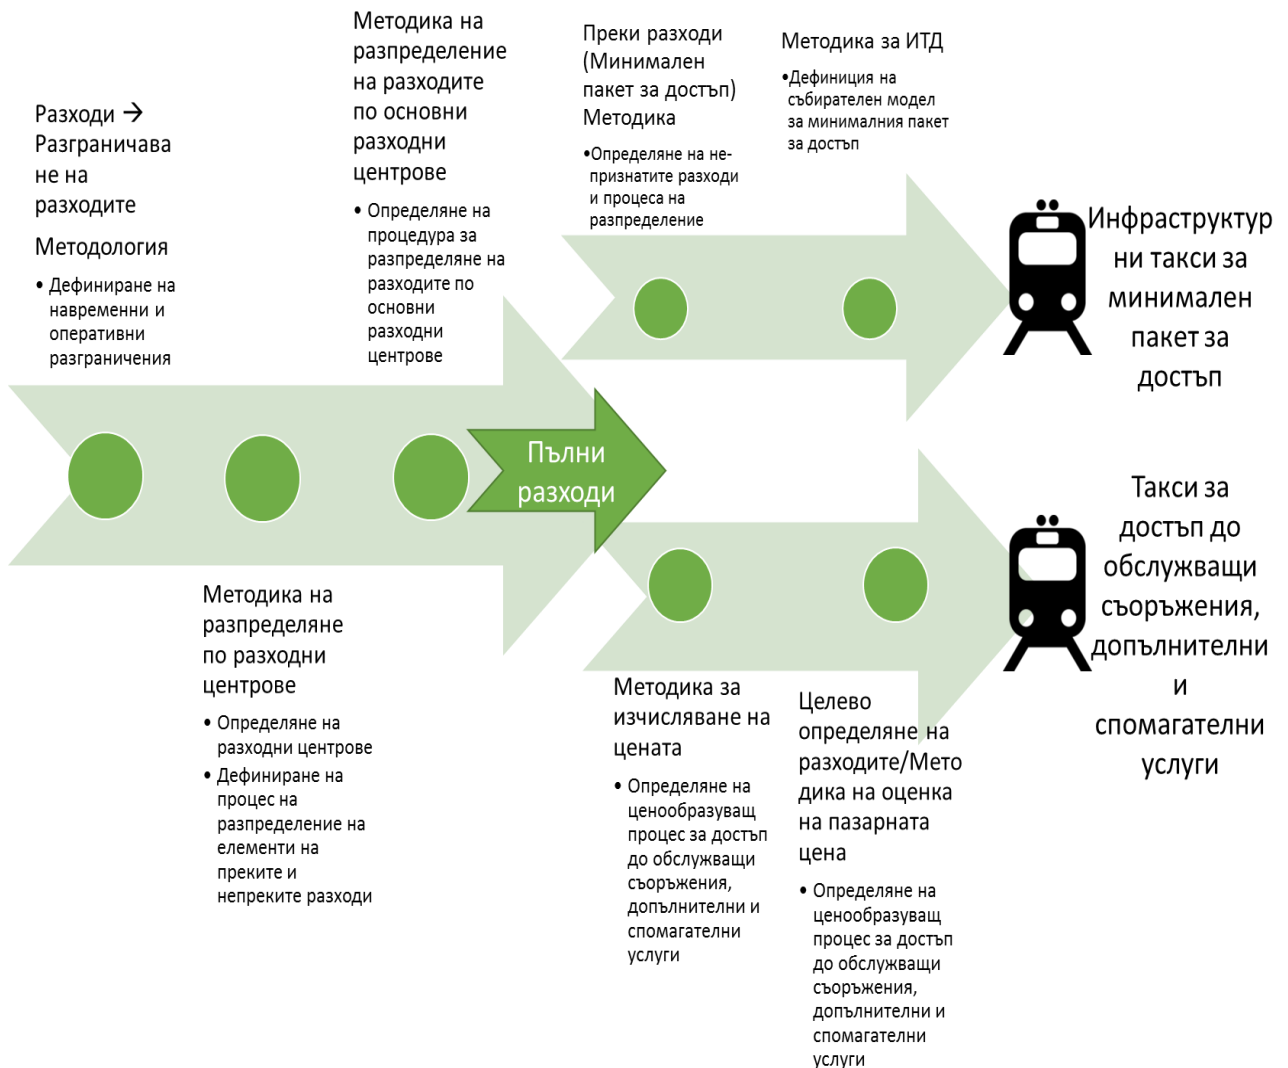 Разходи →
Разграничава
не на
разходите
Методология
• Дефиниране на
навременни и
оперативни
разграничения
Методика на
разпределение
на разходите
по основни
разходни
центрове
• Определяне на
процедура за
разпределяне на
разходите по
основни
разходни
центрове
Преки разходи
(Минимален
пакет за достъп)
Методика
•Определяне на не-
признатите разходи
и процеса на
разпределение
Методика за ИТД
•Дефиниция на
събирателен модел
за минималния пакет
за достъп
Инфраструктур
ни такси за
минимален
пакет за
достъп
Пълни
разходи
Такси за
достъп до
обслужващи
съоръжения,
допълнителни
и
спомагателни
услуги
Методика на
разпределяне
по разходни
центрове
• Определяне на
разходни центрове
• Дефиниране на
процес на
разпределение на
елементи на
преките и
непреките разходи
Методика за
изчисляване на
цената
• Определяне на
ценообразуващ
процес за достъп
до обслужващи
съоръжения,
допълнителни и
спомагателни
услуги
Целево
определяне на
разходите/Мето
дика на оценка
на пазарната
цена
• Определяне на
ценообразуващ
процес за достъп
до обслужващи
съоръжения,
допълнителни и
спомагателни
услуги